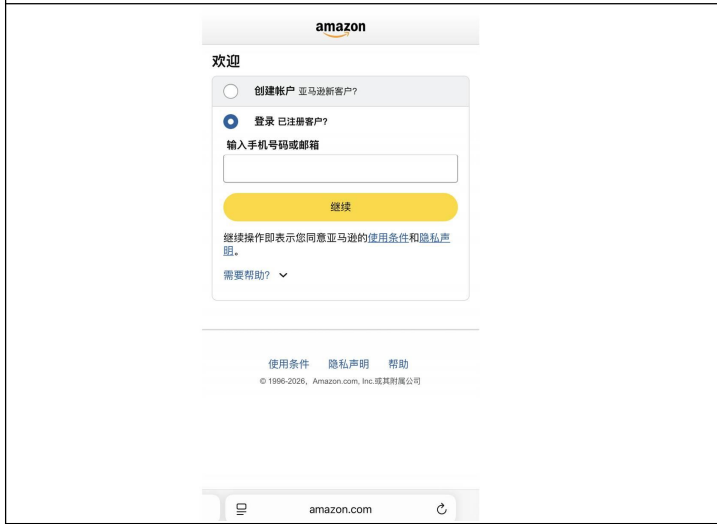 amazon
欢迎
创建帐户 亚马逊新客户?
登录 已注册客户?
输入手机号码或邮箱
继续
继续操作即表示您同意亚马逊的使用条件和隐私声
明。
需要帮助?
使用条件 隐私声明 帮助
© 1996-2026, Amazon.com, Inc.或其附属公司
amazon.com